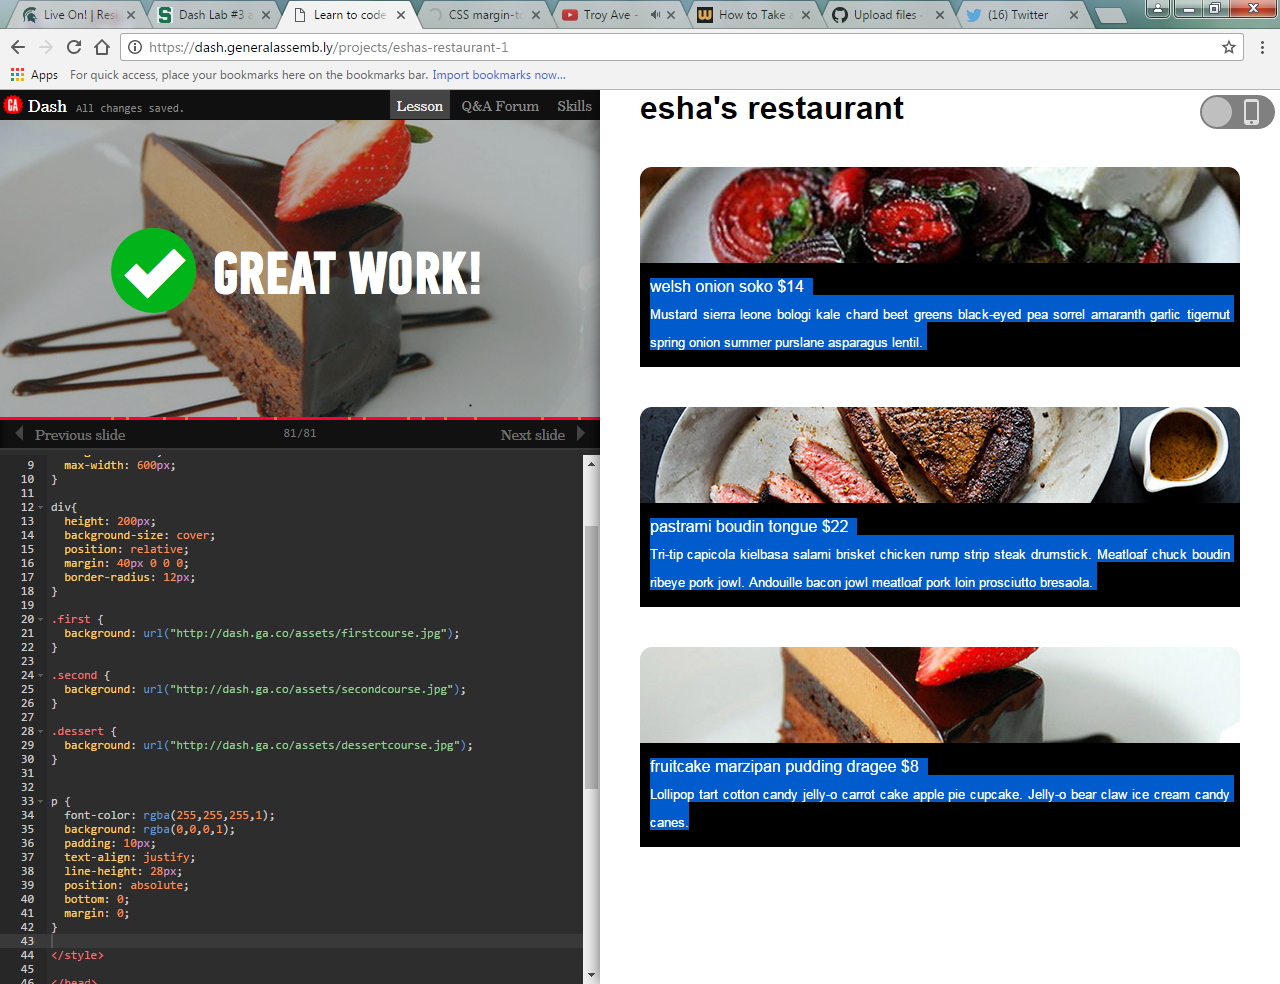 Live On! | Res
Dash Lab #3 a
Learn to code
CSS margin-to
Troy Ave -
How to Take a
Upload files -
(16) Twitter
https://dash.generalassemb.ly/projects/eshas-restaurant-1
Apps For quick access, place your bookmarks here on the bookmarks bar. Import bookmarks now...
GA Dash All changes saved. Lesson Q&A Forum Skills
GREAT WORK!
Previous slide 81/81 Next slide
9 max-width: 600px;
10 }
11
12 div{
13 height: 200px;
14 background-size: cover;
15 position: relative;
16 margin: 40px 0 0 0;
17 border-radius: 12px;
18 }
19
20 .first {
21 background: url("http://dash.ga.co/assets/firstcourse.jpg");
22 }
23
24 .second {
25 background: url("http://dash.ga.co/assets/secondcourse.jpg");
26 }
27
28 .dessert {
29 background: url("http://dash.ga.co/assets/dessertcourse.jpg");
30 }
31
32
33 p {
34 font-color: rgba(255,255,255,1);
35 background: rgba(0,0,0,1);
36 padding: 10px;
37 text-align: justify;
38 line-height: 28px;
39 position: absolute;
40 bottom: 0;
41 margin: 0;
42 }
43
44 </style>
45
46 </head>
esha's restaurant
welsh onion soko $14
Mustard sierra leone bologi kale chard beet greens black-eyed pea sorrel amaranth garlic tigernut
spring onion summer purslane asparagus lentil.
pastrami boudin tongue $22
Tri-tip capicola kielbasa salami brisket chicken rump strip steak drumstick. Meatloaf chuck boudin
ribeye pork jowl. Andouille bacon jowl meatloaf pork loin prosciutto bresaola.
fruitcake marzipan pudding dragee $8
Lollipop tart cotton candy jelly-o carrot cake apple pie cupcake. Jelly-o bear claw ice cream candy
canes.